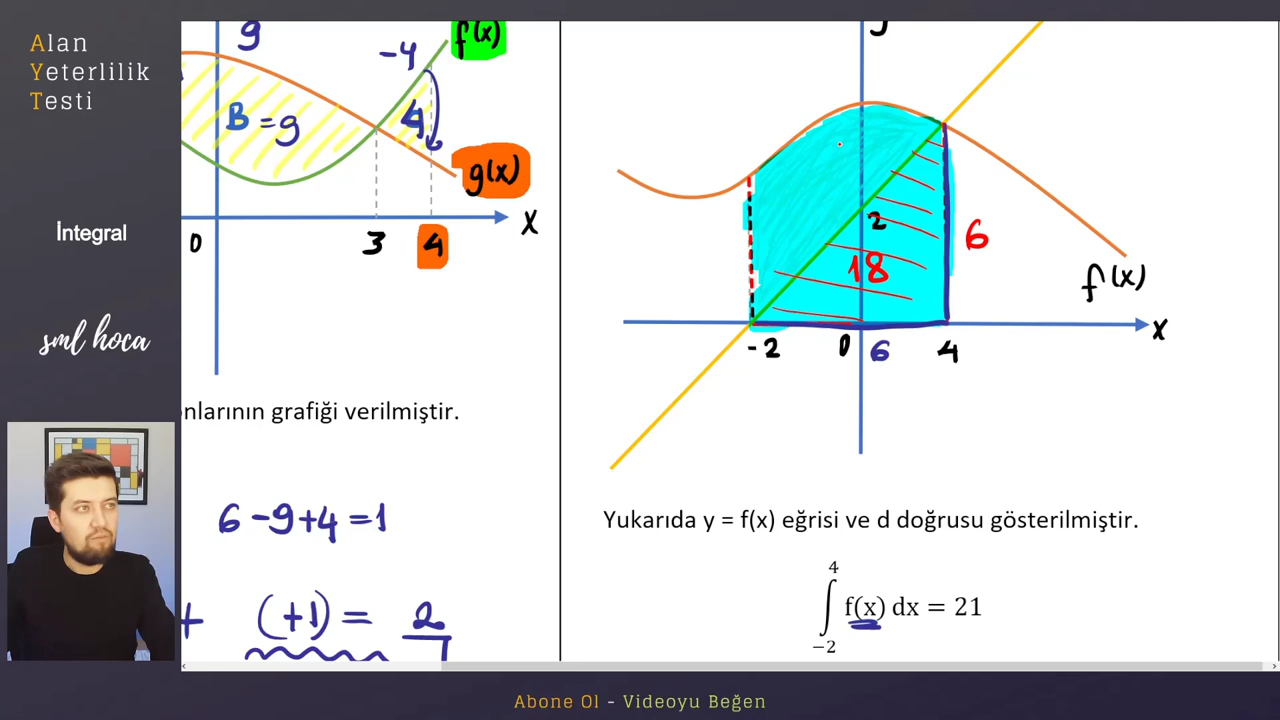 Alan
Yeterlilik
Testi
İntegral
sml hoca
9
-4
f(x)
B = 9
4
g(x)
0
3
4
X
onlarının grafiği verilmiştir.
6 - 9 + 4 = 1
+ (+1) = 2
2
18
6
f(x)
-2
0
6
4
X
Yukarıda y = f(x) eğrisi ve d doğrusu gösterilmiştir.
4
∫ f(x) dx = 21
−2
Abone Ol - Videoyu Beğen